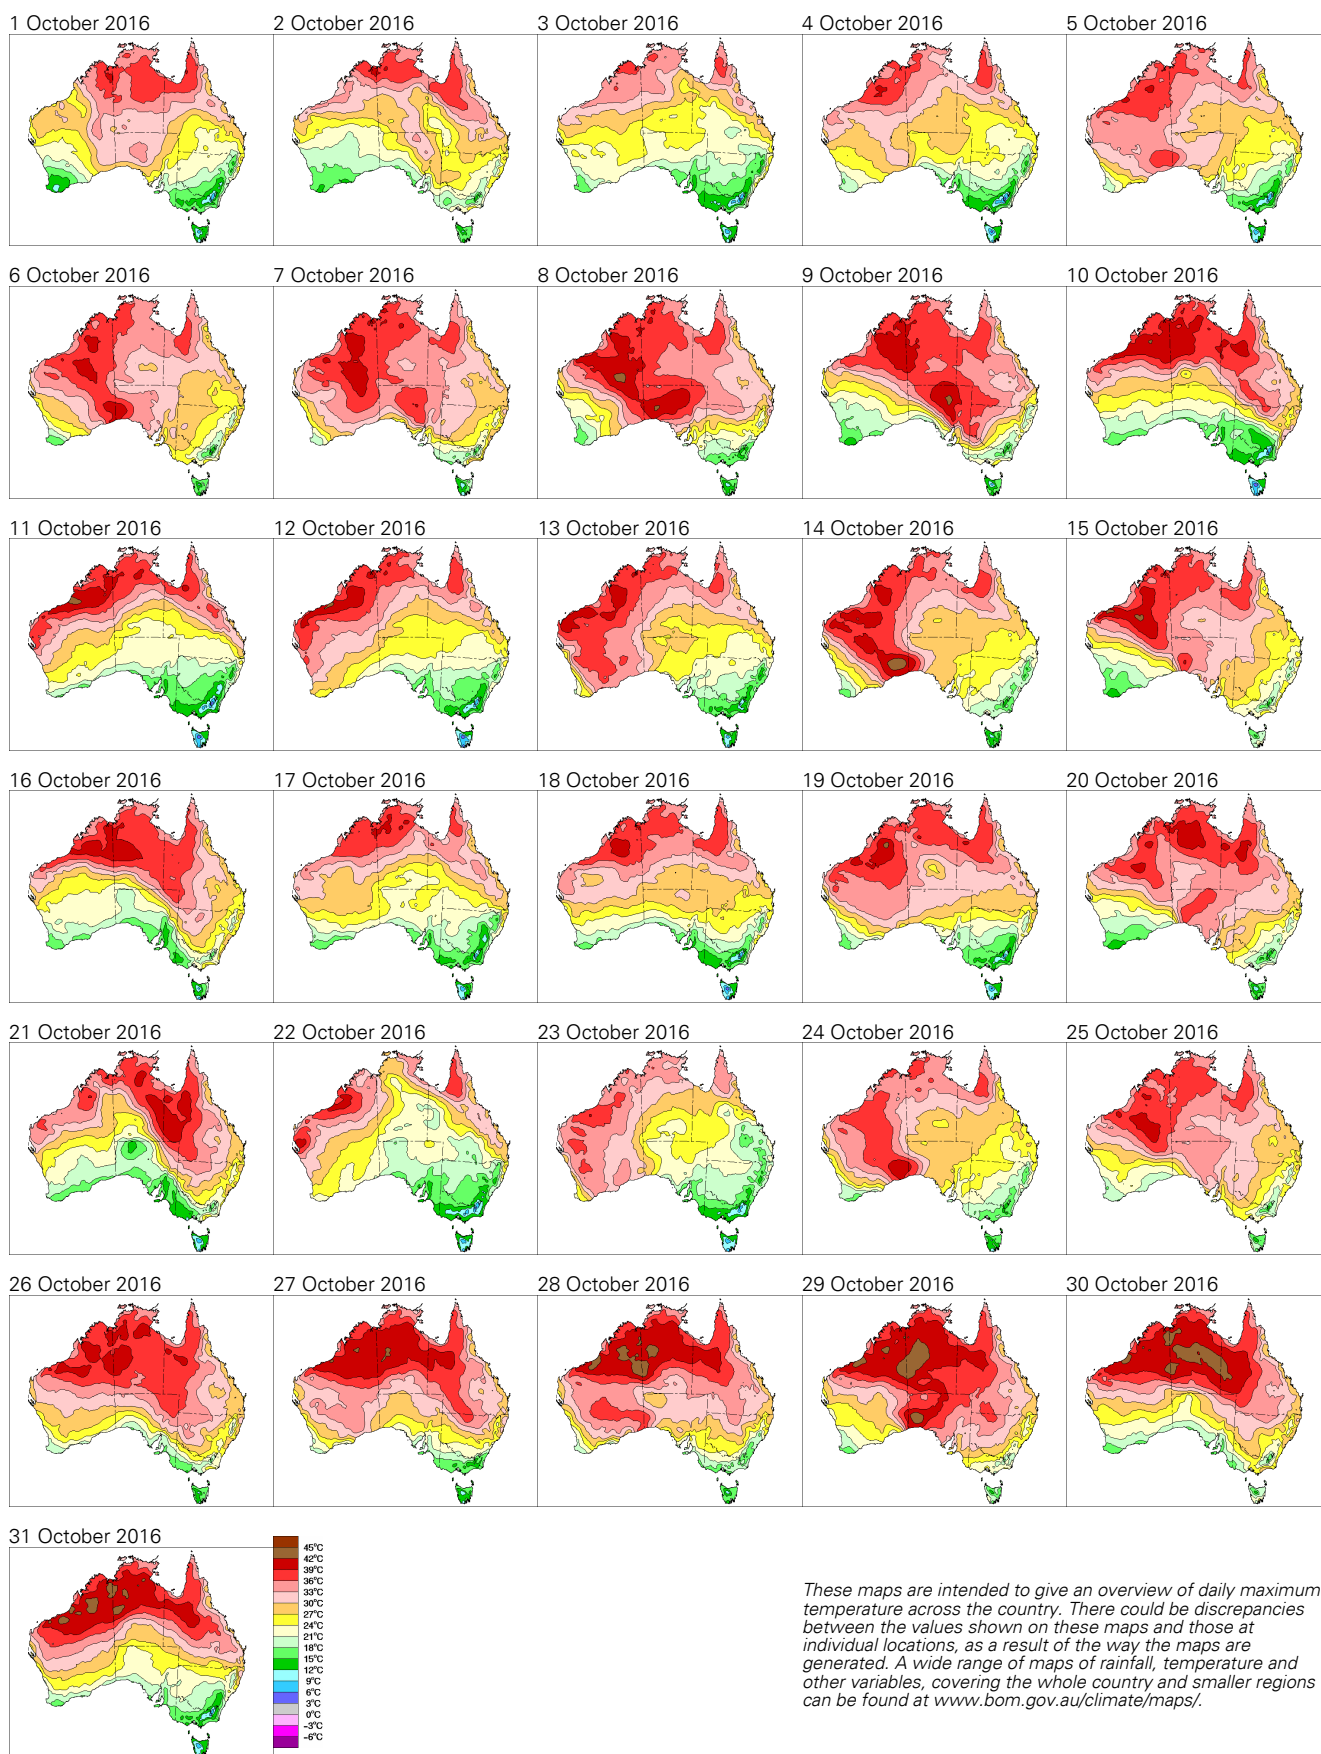 1 October 2016
2 October 2016
3 October 2016
4 October 2016
5 October 2016
6 October 2016
7 October 2016
8 October 2016
9 October 2016
10 October 2016
11 October 2016
12 October 2016
13 October 2016
14 October 2016
15 October 2016
16 October 2016
17 October 2016
18 October 2016
19 October 2016
20 October 2016
21 October 2016
22 October 2016
23 October 2016
24 October 2016
25 October 2016
26 October 2016
27 October 2016
28 October 2016
29 October 2016
30 October 2016
31 October 2016
45°C
42°C
39°C
36°C
33°C
30°C
27°C
24°C
21°C
18°C
15°C
12°C
9°C
6°C
3°C
0°C
-3°C
-6°C
These maps are intended to give an overview of daily maximum
temperature across the country. There could be discrepancies
between the values shown on these maps and those at
individual locations, as a result of the way the maps are
generated. A wide range of maps of rainfall, temperature and
other variables, covering the whole country and smaller regions
can be found at www.bom.gov.au/climate/maps/.